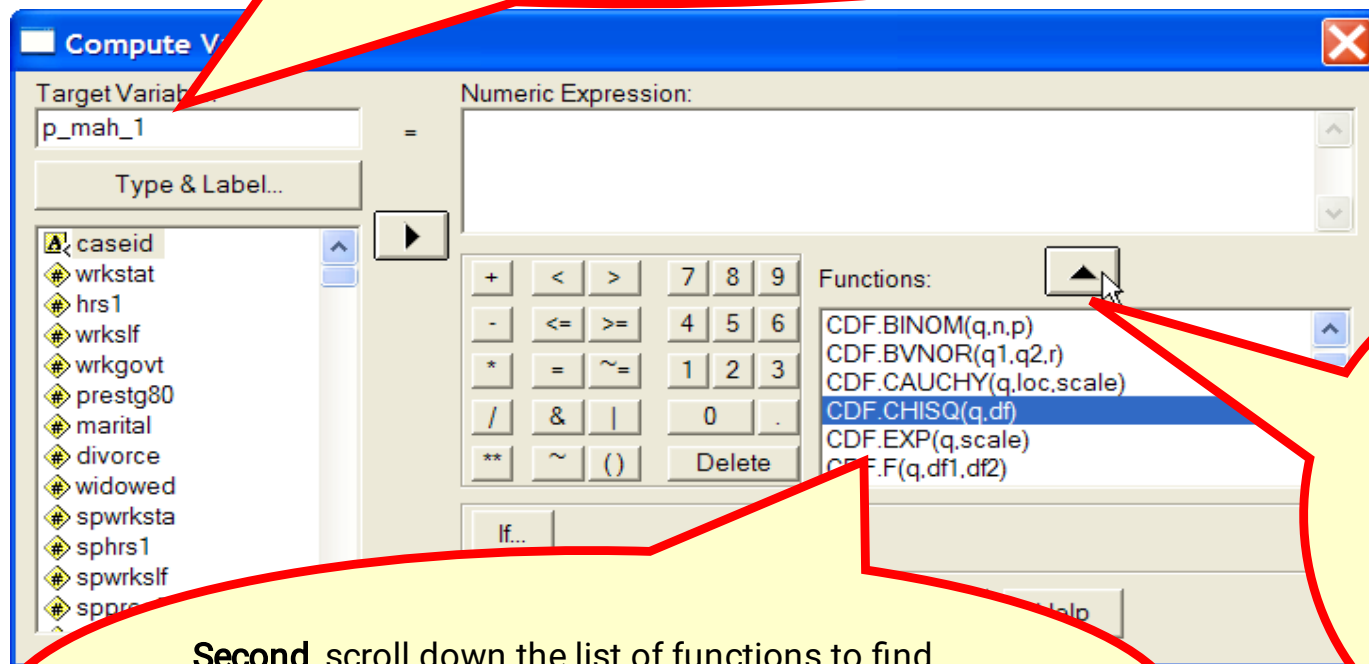 Compute
Target
p_mah_1
=
Type & Label...
Numeric Expression:
caseid
wrkstat
hrs1
wrkslf
wrkgovt
prestg80
marital
divorce
widowed
spwrksta
sphrs1
spwrkslf
+ < > 7 8 9
- <= >= 4 5 6
* = ~= 1 2 3
/ & | 0 .
** ~ () Delete
Functions:
CDF.BINOM(q,n,p)
CDF.BVNOR(q1,q2,r)
CDF.CAUCHY(q,loc,scale)
CDF.CHISQ(q,df)
CDF.EXP(q,scale)
CDF.F(q,df1,df2)
If...
Help
Second, scroll down the list of functions to find